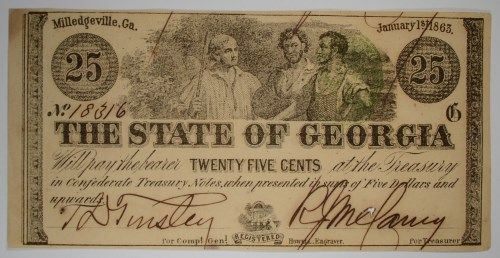 Milledgeville, Ga. January 1st 1863.
25 25
No 18316 G
THE STATE OF GEORGIA
Will pay the bearer TWENTY FIVE CENTS at the Treasury
in Confederate Treasury Notes, when presented in sums of Five Dollars and
upwards.
T D Tinsley
for Compl. Genl. REGISTERED Engraver. for Treasurer